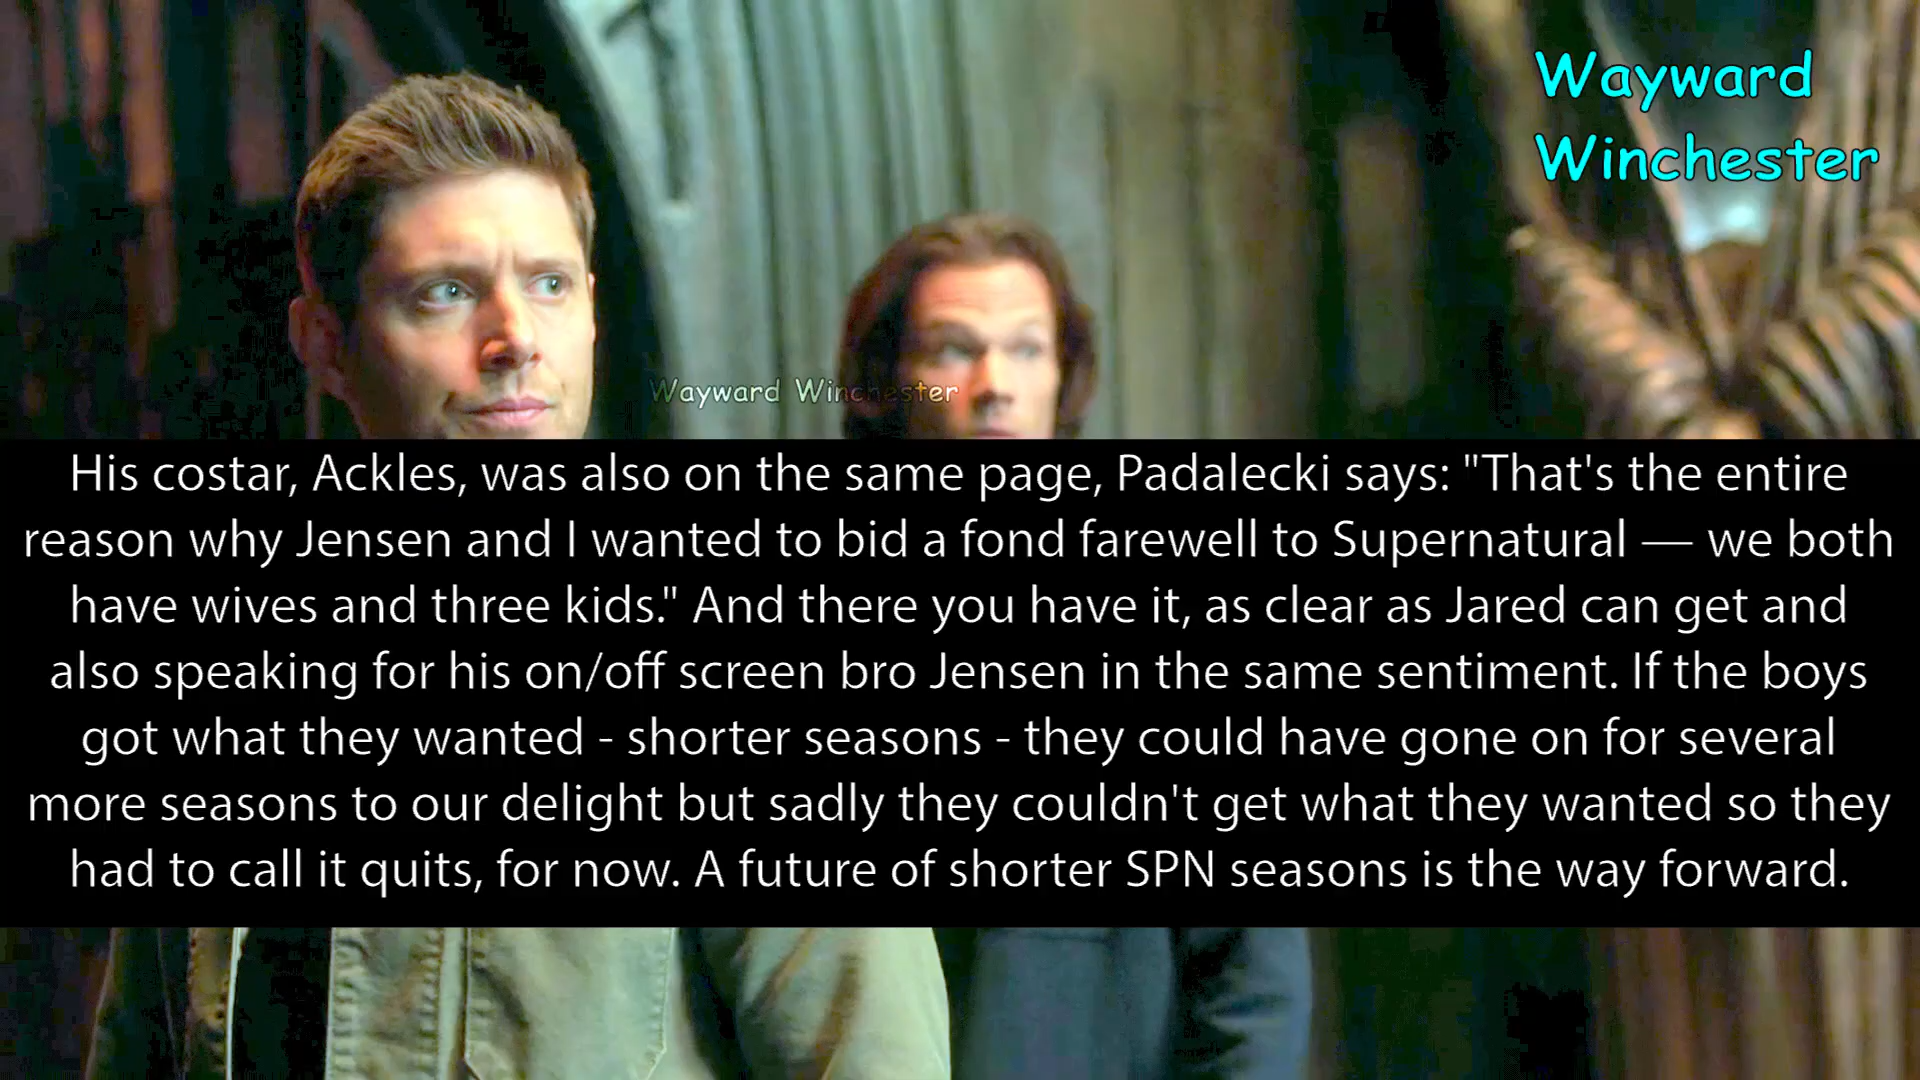 Wayward
Winchester
Wayward Winchester
His costar, Ackles, was also on the same page, Padalecki says: "That's the entire
reason why Jensen and I wanted to bid a fond farewell to Supernatural — we both
have wives and three kids." And there you have it, as clear as Jared can get and
also speaking for his on/off screen bro Jensen in the same sentiment. If the boys
got what they wanted - shorter seasons - they could have gone on for several
more seasons to our delight but sadly they couldn't get what they wanted so they
had to call it quits, for now. A future of shorter SPN seasons is the way forward.